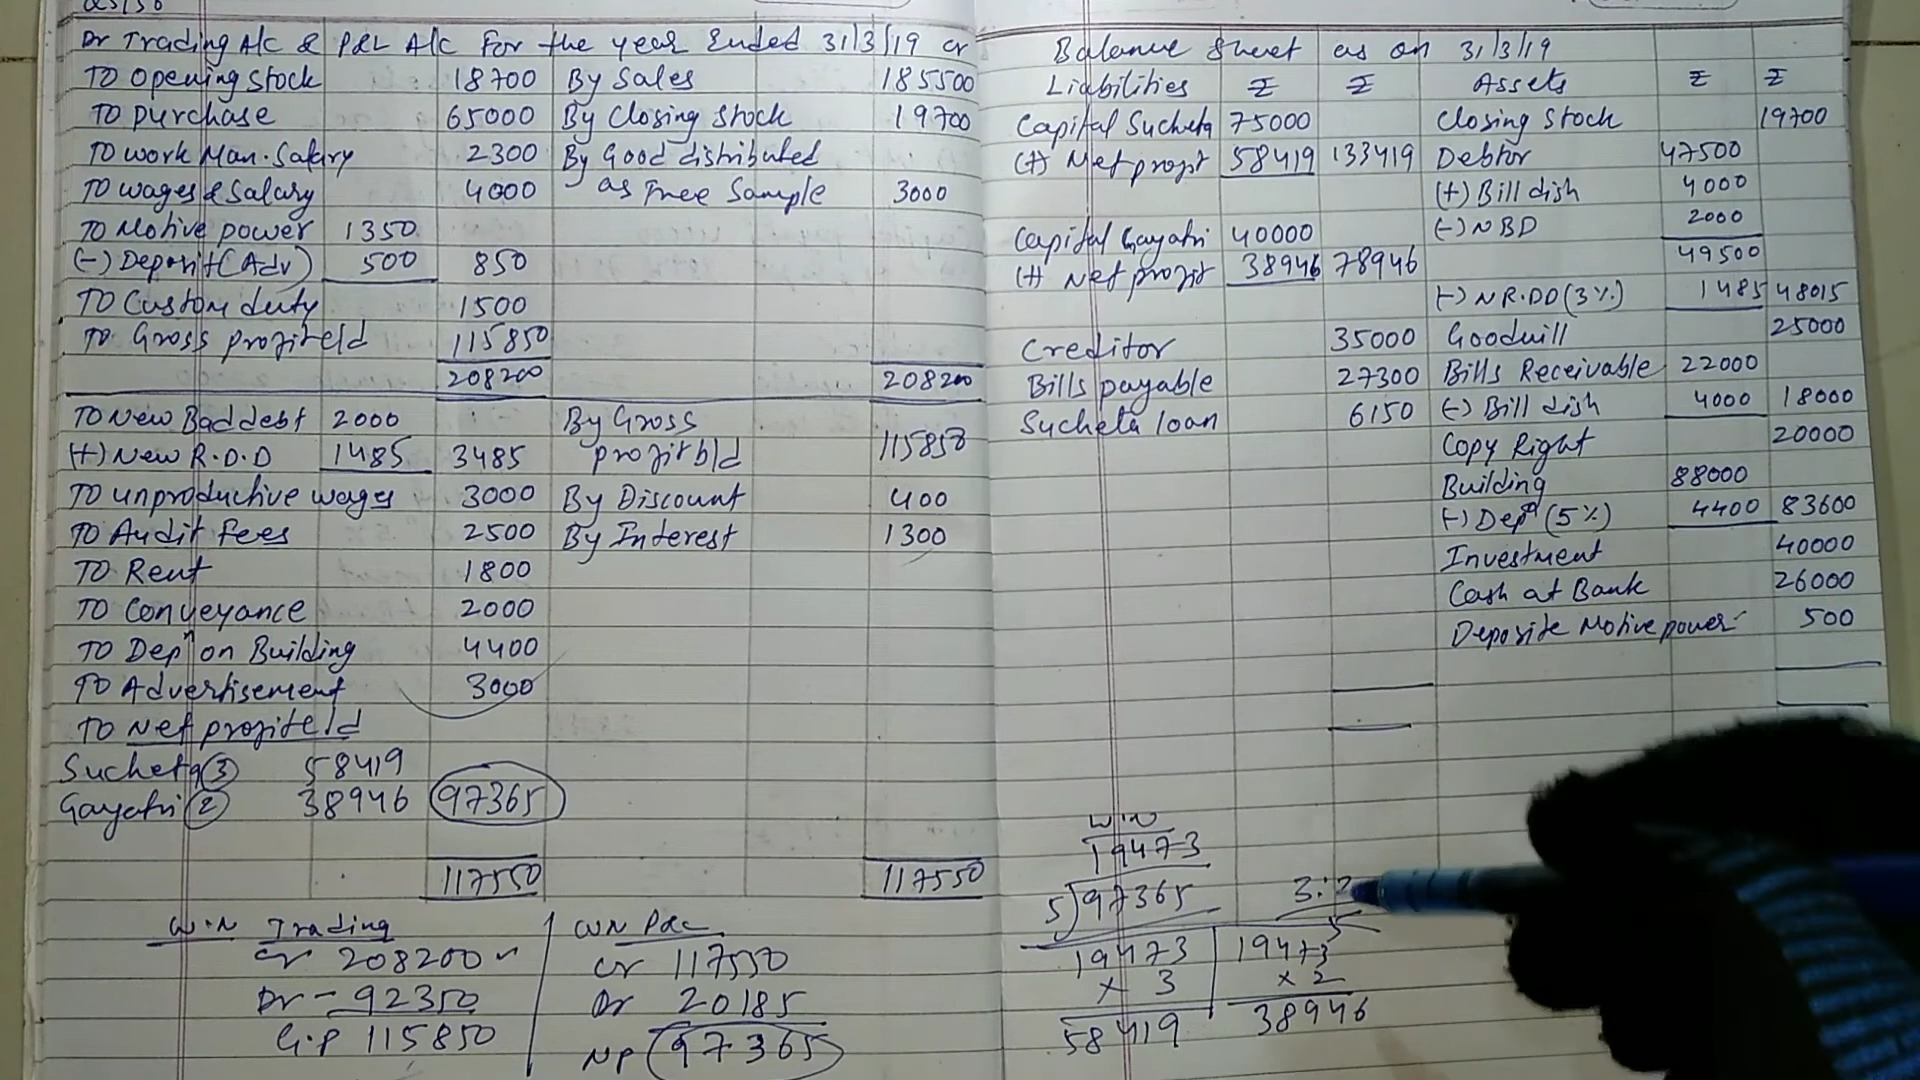 Dr Trading A/c & P&L A/c For the year Ended 31/3/19 cr
To Opening stock 18700 By Sales 185500
To purchase 65000 By Closing stock 19700
To work Man. Salary 2300 By Good distributed
To wages & Salary 4000 as Free Sample 3000
To Motive power 1350
(-) Deposit (Adv) 500 850
To Custom duty 1500
To Gross profit c/d 115850
208200 208200
To New Bad debt 2000 By Gross
(+) New R.D.D 1485 3485 profit b/d 115850
To unproductive wages 3000 By Discount 400
To Audit Fees 2500 By Interest 1300
To Rent 1800
To Conveyance 2000
To Depn on Building 4400
To Advertisement 3000
To Net profit c/d
Sucheta (3) 58419
Gayatri (2) 38946 97365
117550 117550
W.N Trading
Cr 208200
Dr - 92350
G.P 115850
WN P&L
Cr 117550
Dr 20185
NP 97365
Balance Sheet as on 31/3/19
Liabilities ₹ ₹ Assets ₹ ₹
Capital Sucheta 75000 Closing stock 19700
(+) Net profit 58419 133419 Debtor 47500
(+) Bill dish 4000
Capital Gayatri 40000 (-) NBD 2000
(+) Net profit 38946 78946 49500
(-) N R.DD (3%) 1485 48015
Creditor 35000 Goodwill 25000
Bills payable 27300 Bills Receivable 22000
Sucheta loan 6150 (-) Bill dish 4000 18000
Copy Right 20000
Building 88000
(-) Depn (5%) 4400 83600
Investment 40000
Cash at Bank 26000
Deposite Motive power 500
W.N
19473
5)97365 3:2
5
19473 19473
x 3 x 2
58419 38946